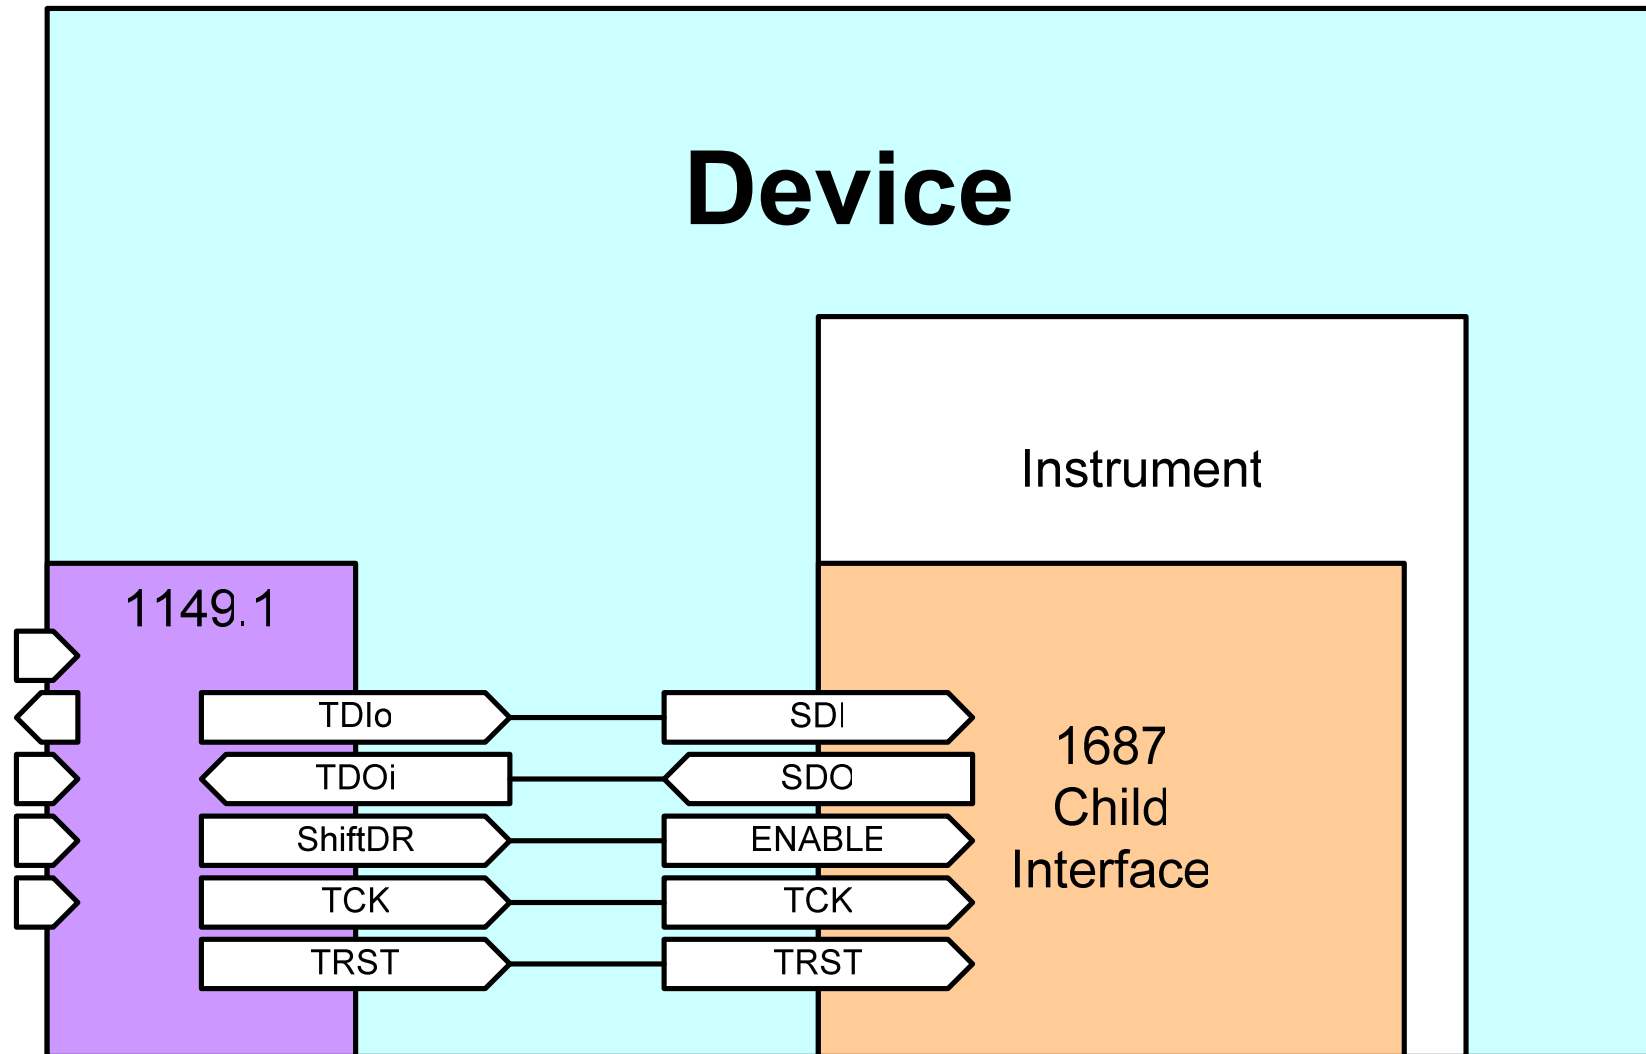 Device
Instrument
1149.1
TDIo
SDI
TDOi
SDO
ShiftDR
ENABLE
TCK
TCK
TRST
TRST
1687
Child
Interface